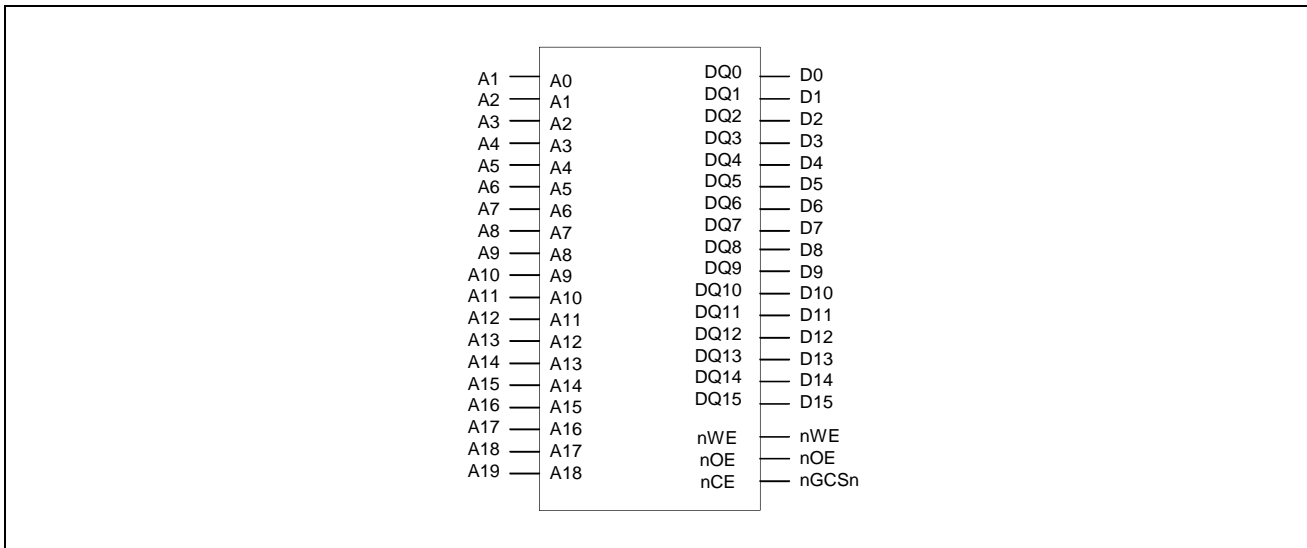 A1 A0 DQ0 D0
A2 A1 DQ1 D1
A3 A2 DQ2 D2
A4 A3 DQ3 D3
A5 A4 DQ4 D4
A6 A5 DQ5 D5
A7 A6 DQ6 D6
A8 A7 DQ7 D7
A9 A8 DQ8 D8
A10 A9 DQ9 D9
A11 A10 DQ10 D10
A12 A11 DQ11 D11
A13 A12 DQ12 D12
A14 A13 DQ13 D13
A15 A14 DQ14 D14
A16 A15 DQ15 D15
A17 A16 nWE nWE
A18 A17 nOE nOE
A19 A18 nCE nGCSn